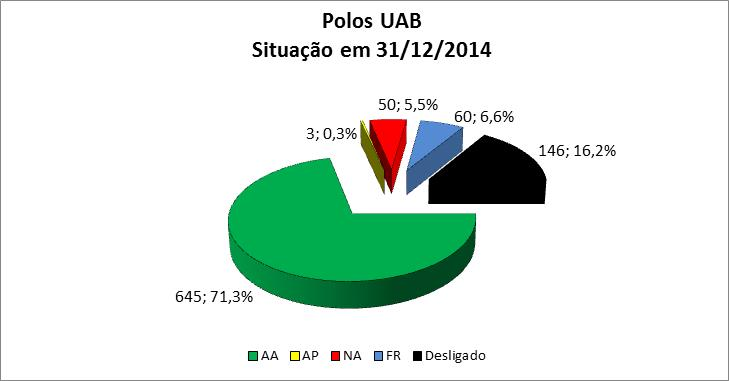 Polos UAB
Situação em 31/12/2014
50; 5,5%
60; 6,6%
3; 0,3%
146; 16,2%
645; 71,3%
AA AP NA FR Desligado